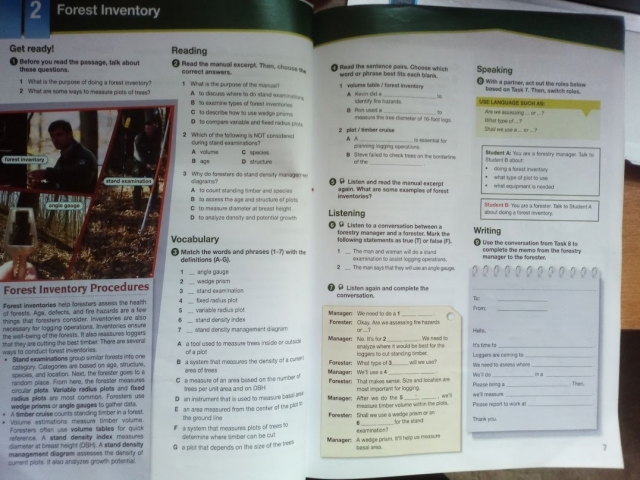 2 Forest Inventory
Get ready!
1 Before you read the passage, talk about
these questions.
1 What is the purpose of doing a forest inventory?
2 What are some ways to measure plots of trees?
forest inventory
stand examination
angle gauge
Forest Inventory Procedures
Forest inventories help foresters assess the
health of forests. Age, defects, and fire hazards are a few
things that foresters consider. Inventories are also
necessary for logging operations. Inventories ensure
the well-being of the forests. It also reassures loggers
that they are cutting the best timber. There are several
ways to conduct forest inventories.
• Stand examinations group similar forests into one
category. Categories are based on age, structure,
species, and location. Next, the forester goes to a
random place. From here, the forester measures
circular plots. Variable radius plots and fixed
radius plots are most common. Foresters use
wedge prisms or angle gauges to gather data.
• A timber cruise counts standing timber in a forest.
• Volume estimations measure timber volume.
Foresters often use volume tables for quick
reference. A stand density index measures
diameter at breast height (DBH). A stand density
management diagram assesses the density of
current plots. It also analyzes growth potential.
Reading
2 Read the manual excerpt. Then, choose the
correct answers.
1 What is the purpose of the manual?
A to discuss where to do stand examinations
B to examine types of forest inventories
C to describe how to use wedge prisms
D to compare variable and fixed radius plots
2 Which of the following is NOT considered
during stand examinations?
A volume C species
B age D structure
3 Why do foresters do stand density management
diagrams?
A to count standing timber and species
B to assess the age and structure of plots
C to measure diameter at breast height
D to analyze density and potential growth
Vocabulary
3 Match the words and phrases (1-7) with the
definitions (A-G).
1 __ angle gauge
2 __ wedge prism
3 __ stand examination
4 __ fixed radius plot
5 __ variable radius plot
6 __ stand density index
7 __ stand density management diagram
A a tool used to measure trees inside or outside
of a plot
B a system that measures the density of a current
area of trees
C a measure of an area based on the number of
trees per unit area and on DBH
D an instrument that is used to measure basal area
E an area measured from the center of the plot to
the ground line
F a system that measures plots of trees to
determine where timber can be cut
G a plot that depends on the size of the trees
4 Read the sentence pairs. Choose which
word or phrase best fits each blank.
1 volume table / forest inventory
A Kevin did a ________ to
identify fire hazards.
B Ron used a ________ to
measure the tree diameter of 16-foot logs.
2 plot / timber cruise
A A ________ is essential for
planning logging operations.
B Steve failed to check trees on the borderline
of the ________.
5 Listen and read the manual excerpt
again. What are some examples of forest
inventories?
Listening
6 Listen to a conversation between a
forestry manager and a forester. Mark the
following statements as true (T) or false (F).
1 __ The man and woman will do a stand
examination to assist logging operations.
2 __ The man says that they will use an angle gauge.
7 Listen again and complete the
conversation.
Manager: We need to do a 1 ________.
Forester: Okay. Are we assessing fire hazards
or ...?
Manager: No. It's for 2 ________. We need to
analyze where it would be best for the
loggers to cut standing timber.
Forester: What type of 3 ________ will we use?
Manager: We'll use a 4 ________.
Forester: That makes sense. Size and location are
most important for logging.
Manager: After we do the 5 ________, we'll
measure timber volume within the plots.
Forester: Shall we use a wedge prism or an
6 ________ for the stand
examination?
Manager: A wedge prism. It'll help us measure
basal area.
Speaking
8 With a partner, act out the roles below
based on Task 7. Then, switch roles.
USE LANGUAGE SUCH AS:
Are we assessing ... or ...?
What type of ...?
Shall we use a ... or ...?
Student A: You are a forestry manager. Talk to
Student B about:
• doing a forest inventory
• what type of plot to use
• what equipment is needed
Student B: You are a forester. Talk to Student A
about doing a forest inventory.
Writing
9 Use the conversation from Task 8 to
complete the memo from the forestry
manager to the forester.
To:
From:
Hello,
It's time to
Loggers are coming to
We need to assess where
We'll do ________ in a
Please bring a ________. Then,
we'll measure
Please report to work at
Thank you.
7